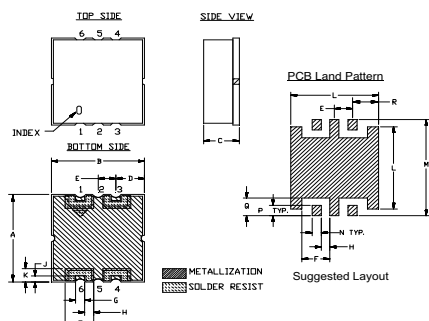 TOP SIDE
6 5 4
INDEX
1 2 3
SIDE VIEW
C
BOTTOM SIDE
B
E
D
1 2 3
A
J
K
6 5 4
G
H
METALLIZATION
SOLDER RESIST
PCB Land Pattern
L
E
R
L
M
Q
P TYP.
N TYP.
H
F
Suggested Layout